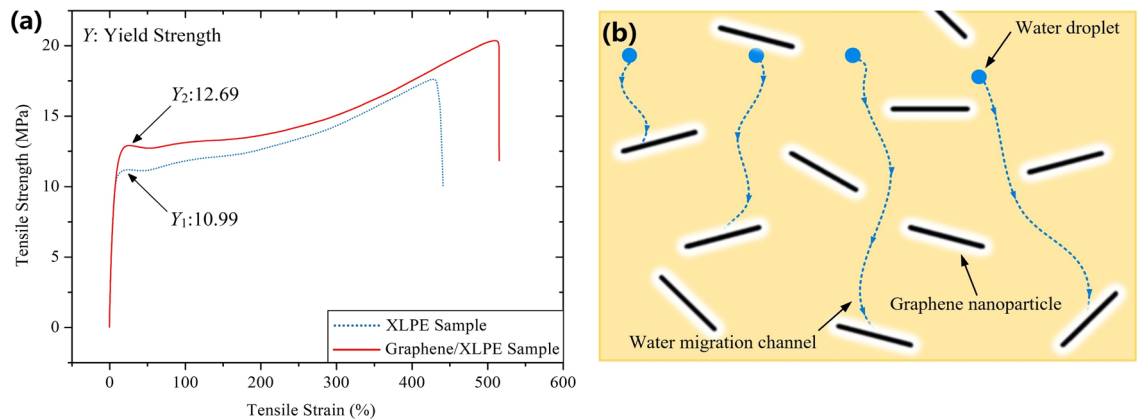 (a)
Y: Yield Strength
Y2:12.69
Y1:10.99
20
15
10
5
0
Tensile Strength (MPa)
XLPE Sample
Graphene/XLPE Sample
0 100 200 300 400 500 600
Tensile Strain (%)
(b)
Water droplet
Graphene nanoparticle
Water migration channel